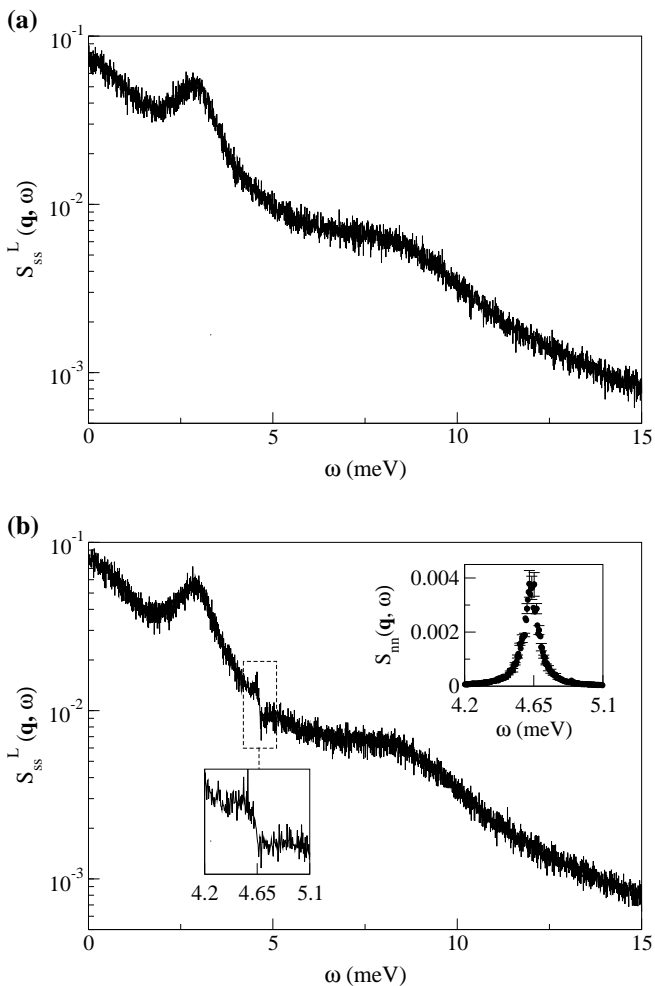 (a)
10^-1
10^-2
10^-3
S_ss^L(q, ω)
0 5 10 15
ω (meV)
(b)
10^-1
10^-2
10^-3
S_ss^L(q, ω)
0.004
0.002
0
S_nn(q, ω)
4.2 4.65 5.1
ω (meV)
4.2 4.65 5.1
0 5 10 15
ω (meV)